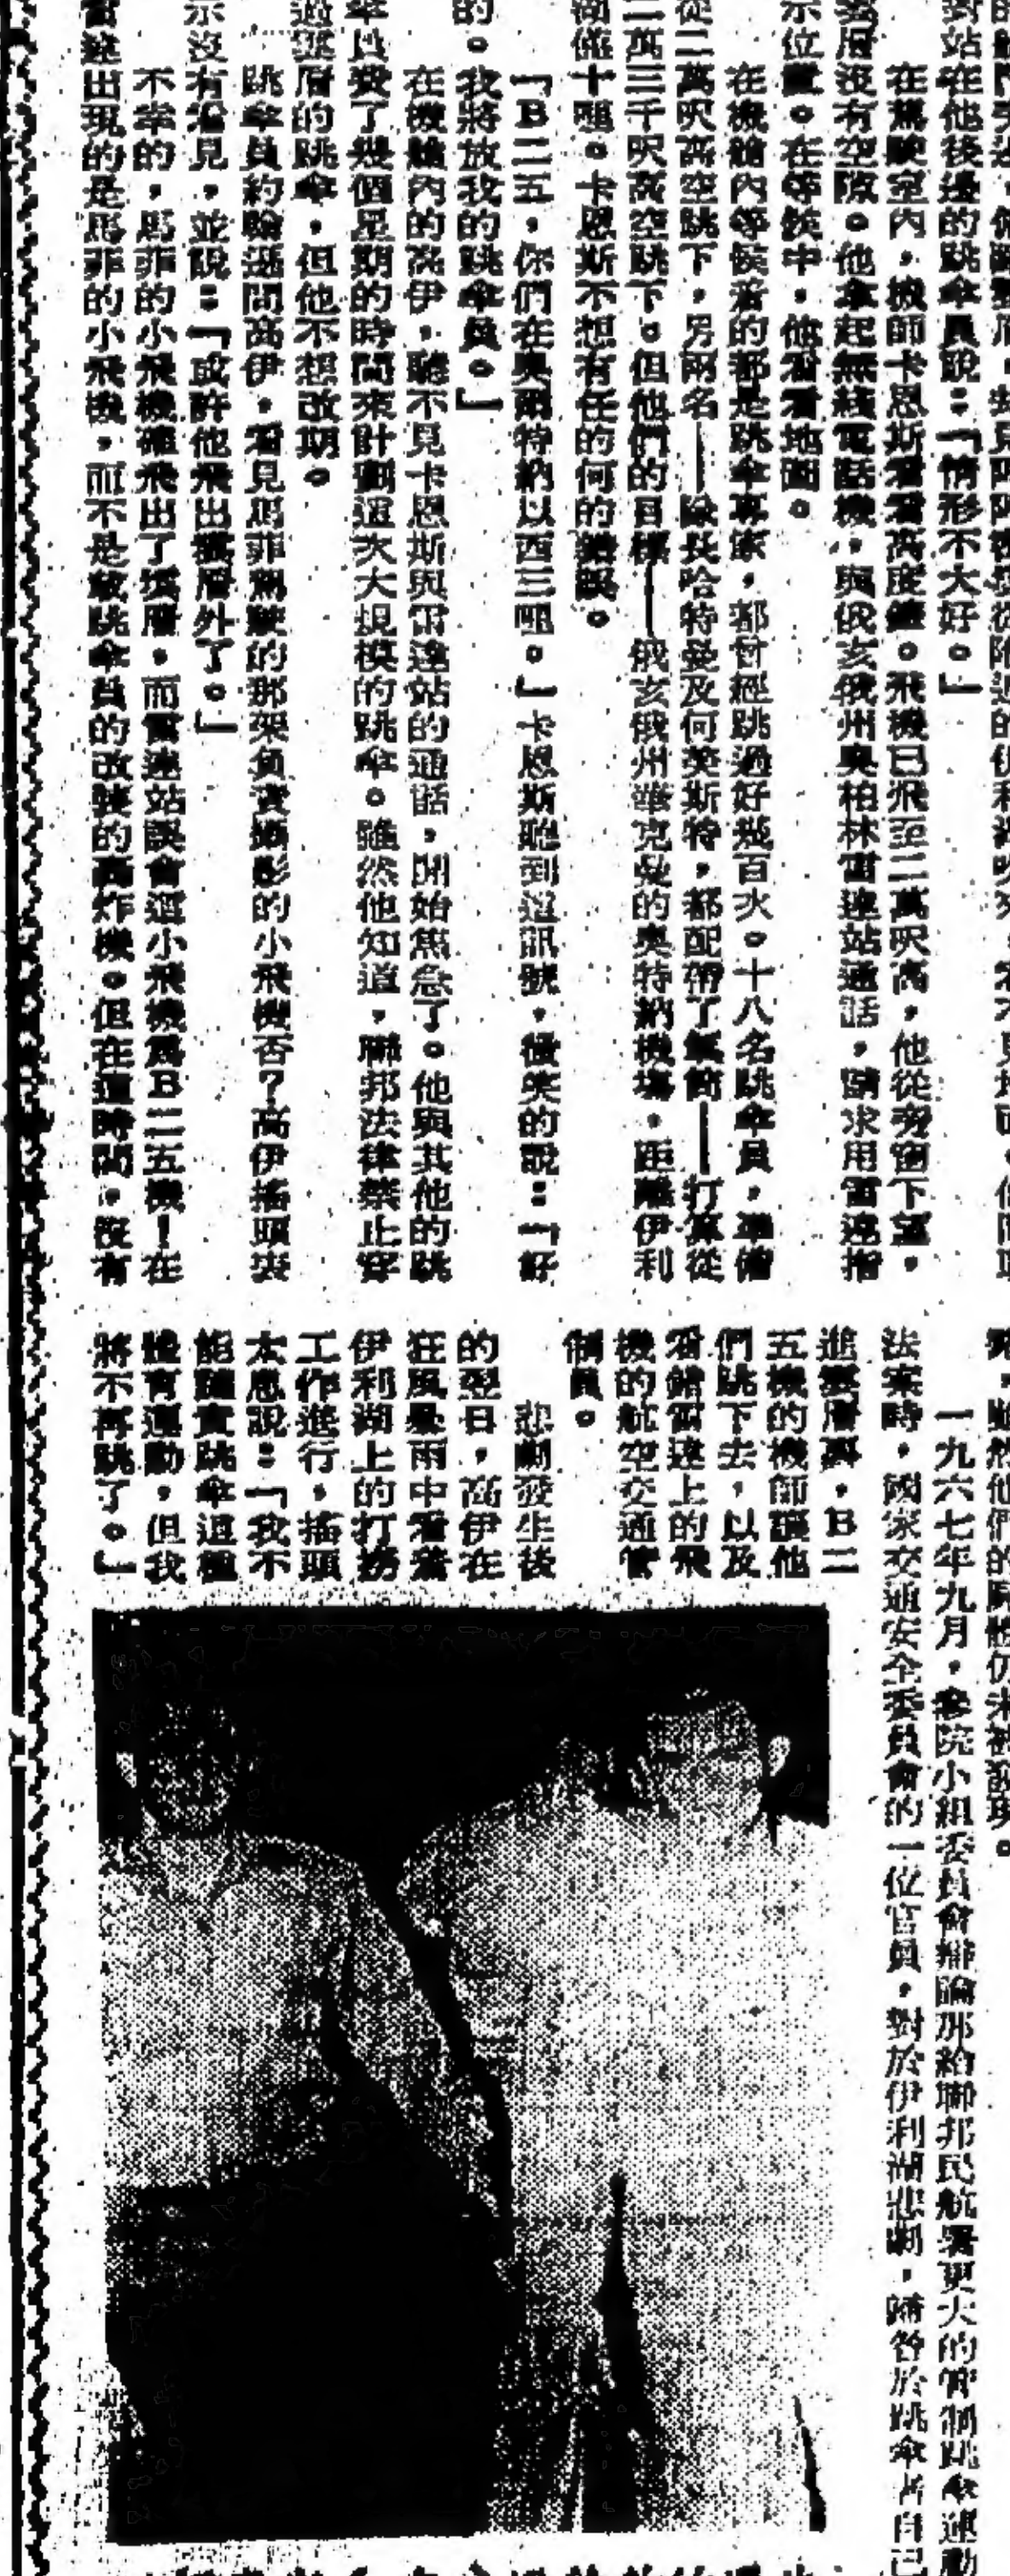 對站在他後邊的跳傘員說：「情形不大好。」
在駕駛室內，機師卡恩斯看看高度錶。飛機已飛至二萬呎高，他從旁窗下望，
雲層沒有空隙。他拿起無綫電話機，與俄亥俄州奧柏林雷達站通話，請求用雷達指
示位置。在等候中，他看看地圖。
在機艙內等候着的都是跳傘專家，都曾經跳過好幾百次。十八名跳傘員，準備
從二萬呎高空跳下，另兩名——隊長哈特曼及何英斯特，都配帶了氧筒——打算從
二萬三千呎高空跳下。但他們的目標——俄亥俄州華克曼的奧特納機場，距離伊利
湖僅十哩。卡恩斯不想有任的何的錯誤。
「B二五，你們在奧爾特納以西三哩。」卡恩斯聽到這訊號，微笑的說：「好
的。我將放我的跳傘員。」
在機艙內的高伊，聽不見卡恩斯與雷達站的通話，開始焦急了。他與其他的跳
傘員費了幾個星期的時間來計劃這次大規模的跳傘。雖然他知道，聯邦法律禁止穿
過雲層的跳傘，但他不想改期。
跳傘員約翰遜問高伊，看見馬菲駕駛的那架負責攝影的小飛機否？高伊搖頭表
示沒有看見，並說：「或許他飛出雲層外了。」
不幸的，馬菲的小飛機確飛出了雲層，而雷達站誤會這小飛機為B二五機！在
雷達出現的是馬菲的小飛機，而不是載跳傘員的改裝的轟炸機。但在這時間，沒有
一九六七年九月，參院小組委員會辯論那給聯邦民航署更大的管制跳傘運動
法案時，國家交通安全委員會的一位官員，對於伊利湖悲劇，歸咎於跳傘者自己
進雲層裏，B二
五機的機師讓他
們跳下去，以及
看錯雷達上的飛
機的航空交通管
制員。
悲劇發生後
的翌日，高伊在
狂風暴雨中看着
伊利湖上的打撈
工作進行，搖頭
太息說：「我不
能譴責跳傘這種
體育運動，但我
將不再跳了。」